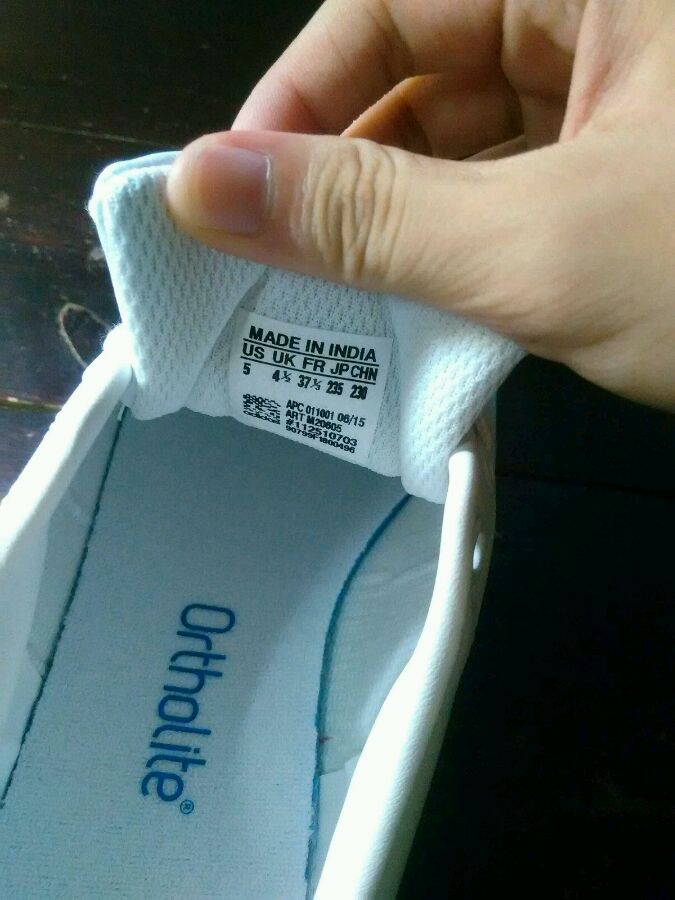 MADE IN INDIA
US UK FR JP CHN
5 4½ 37⅓ 235 230
APC 011001 06/15
ART M20605
#112510703
90799F1800496
OrthoLite®